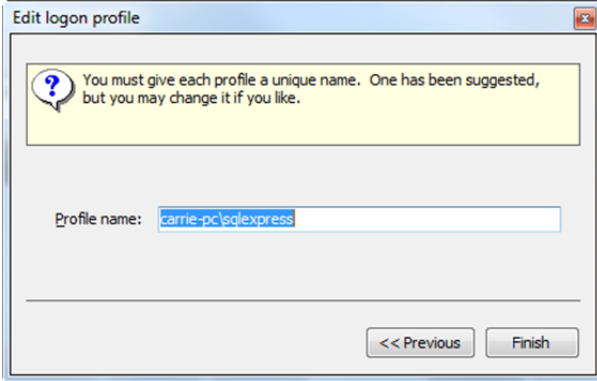 Edit logon profile
You must give each profile a unique name. One has been suggested,
but you may change it if you like.
Profile name: carrie-pc\sqlexpress
<< Previous Finish